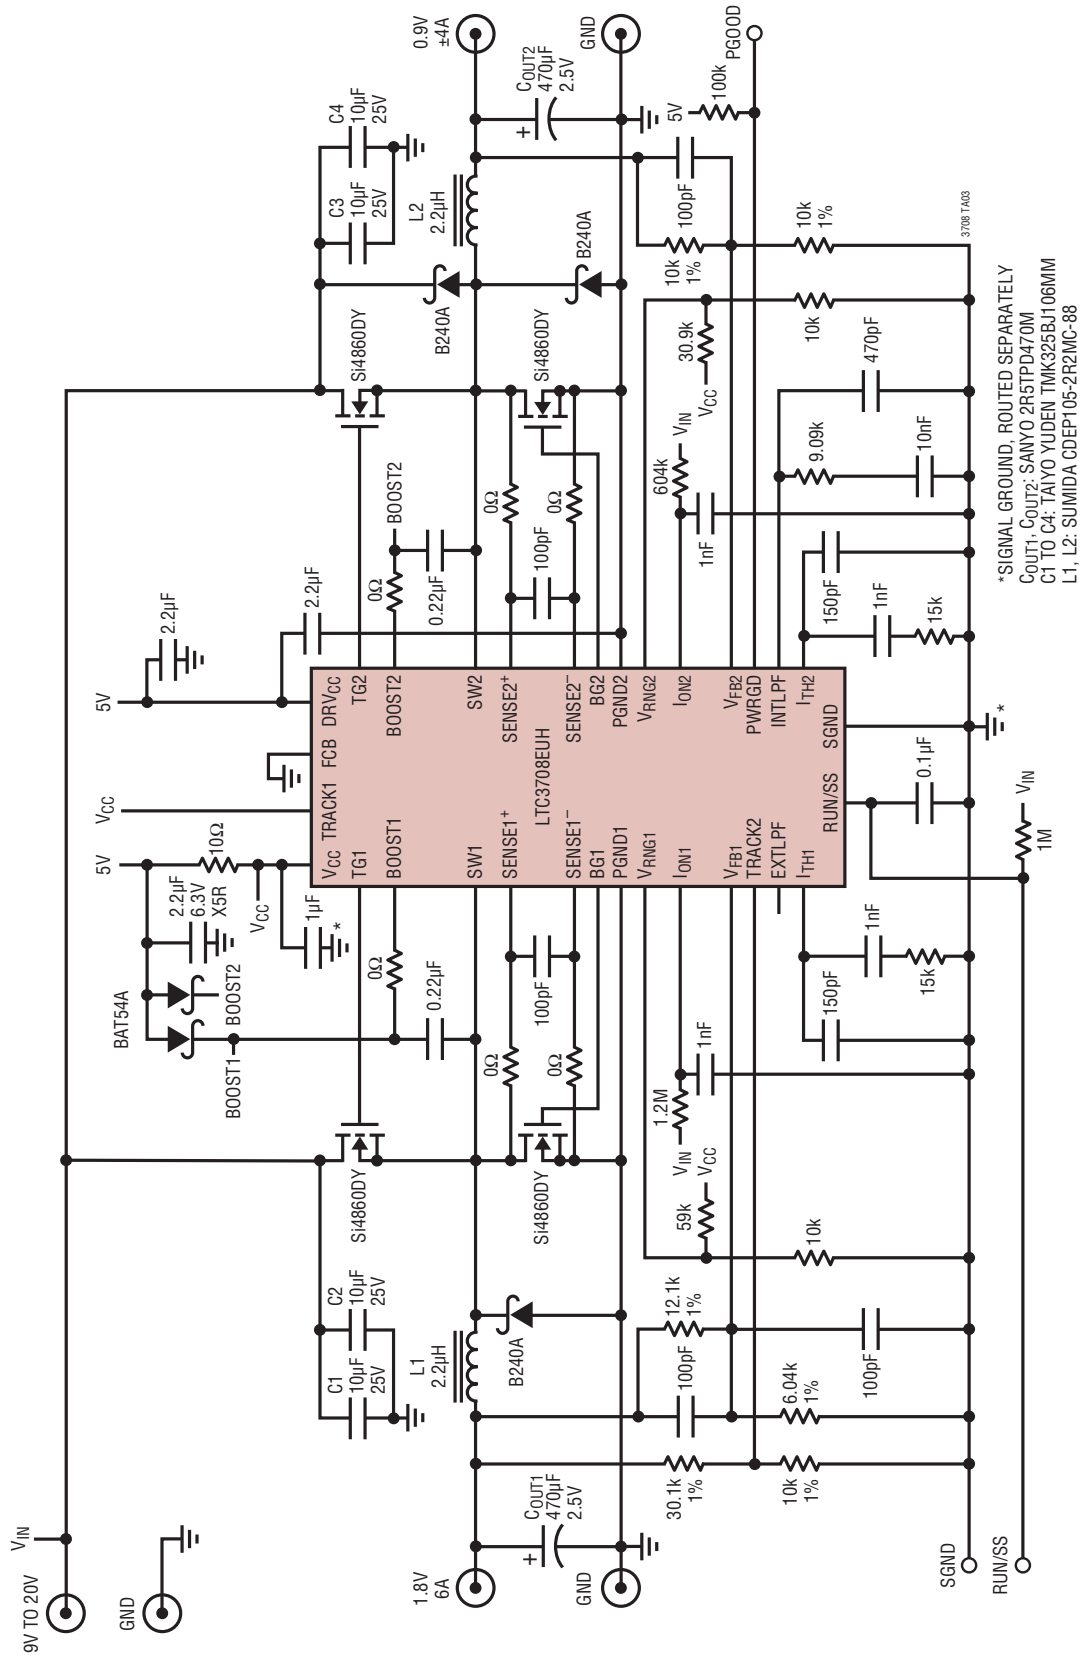 9V TO 20V
VIN
GND
1.8V
6A
GND
COUT1
470µF
2.5V
+
C1
10µF
25V
C2
10µF
25V
L1
2.2µH
B240A
Si4860DY
Si4860DY
BAT54A
BOOST1
BOOST2
2.2µF
6.3V
X5R
5V
10Ω
VCC
1µF
*
VCC
5V
2.2µF
2.2µF
0Ω
0.22µF
0Ω
0Ω
100pF
LTC3708EUH
VCC
TRACK1
FCB
DRVCC
TG1
BOOST1
SW1
SENSE1+
SENSE1–
BG1
PGND1
VRNG1
ION1
VFB1
TRACK2
EXTLPF
ITH1
RUN/SS
SGND
TG2
BOOST2
SW2
SENSE2+
SENSE2–
BG2
PGND2
VRNG2
ION2
VFB2
PWRGD
INTLPF
ITH2
0Ω
BOOST2
0.22µF
0Ω
100pF
0Ω
Si4860DY
Si4860DY
B240A
B240A
L2
2.2µH
C3
10µF
25V
C4
10µF
25V
COUT2
470µF
2.5V
+
0.9V
±4A
GND
PGOOD
5V
100k
100pF
10k
1%
10k
1%
30.9k
VCC
10k
604k
VIN
1nF
470pF
9.09k
10nF
150pF
1nF
15k
*
0.1µF
VIN
1M
1nF
15k
150pF
1nF
1.2M
VIN
VCC
59k
10k
12.1k
1%
100pF
100pF
6.04k
1%
30.1k
1%
10k
1%
SGND
RUN/SS
3708 TA03
*SIGNAL GROUND, ROUTED SEPARATELY
COUT1, COUT2: SANYO 2R5TPD470M
C1 TO C4: TAIYO YUDEN TMK325BJ106MM
L1, L2: SUMIDA CDEP105-2R2MC-88